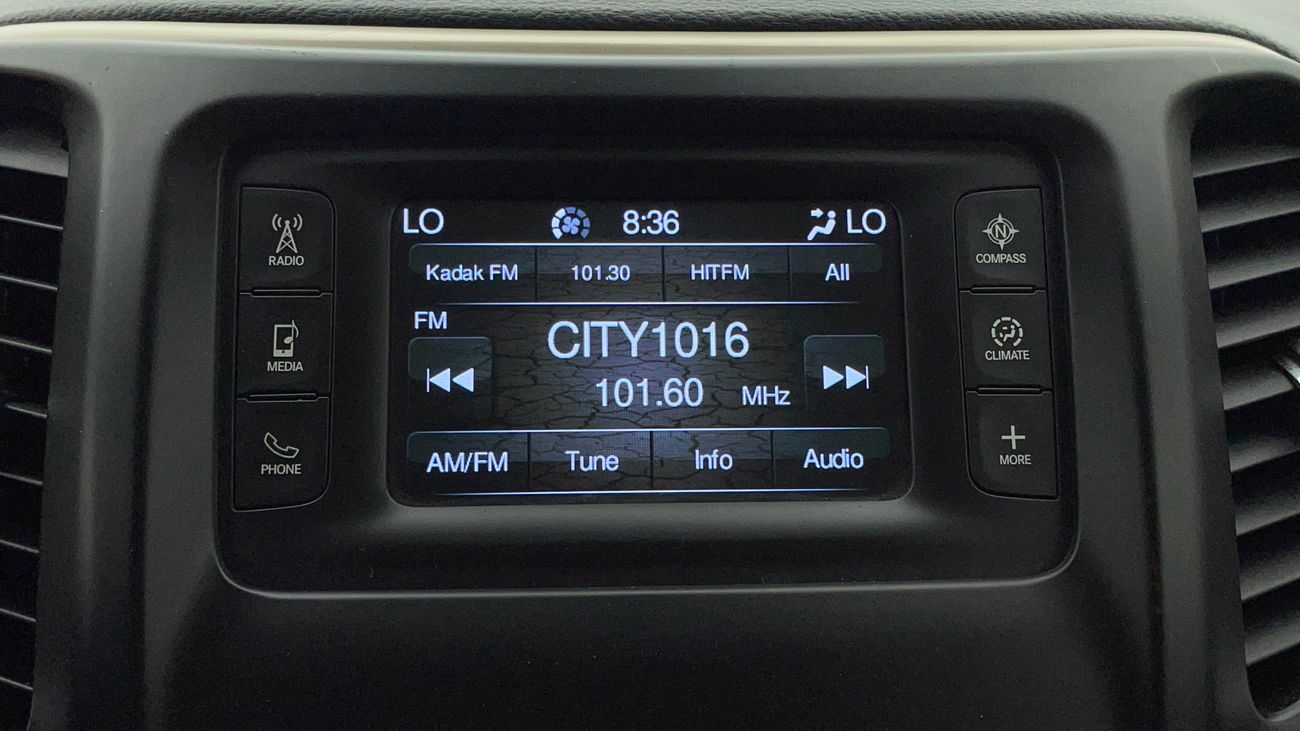 LO 8:36 LO
Kadak FM 101.30 HITFM All
FM
CITY1016
101.60 MHz
AM/FM Tune Info Audio
RADIO
MEDIA
PHONE
N
COMPASS
CLIMATE
MORE